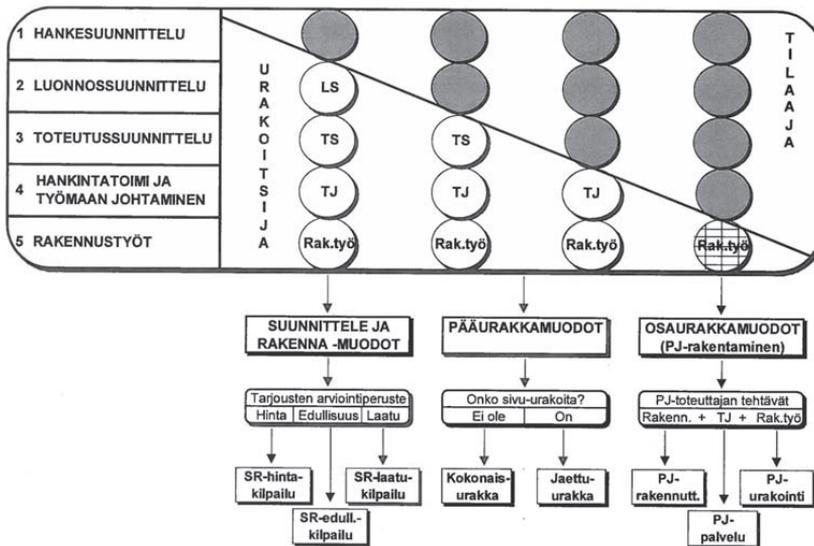 1 HANKESUUNNITTELU
2 LUONNOSSUUNNITTELU
3 TOTEUTUSSUUNNITTELU
4 HANKINTATOIMI JA
TYÖMAAN JOHTAMINEN
5 RAKENNUSTYÖT
URAKOITSIJA
TILAAJA
LS
TS TS
TJ TJ TJ
Rak.työ Rak.työ Rak.työ Rak.työ
SUUNNITTELE JA
RAKENNA -MUODOT
PÄÄURAKKAMUODOT
OSAURAKKAMUODOT
(PJ-rakentaminen)
Tarjousten arviointiperuste
Hinta Edullisuus Laatu
Onko sivu-urakoita?
Ei ole On
PJ-toteuttajan tehtävät
Rakenn. + TJ + Rak.työ
SR-hinta-
kilpailu
SR-laatu-
kilpailu
SR-edull.-
kilpailu
Kokonais-
urakka
Jaettu-
urakka
PJ-
rakennutt.
PJ-
urakointi
PJ-
palvelu